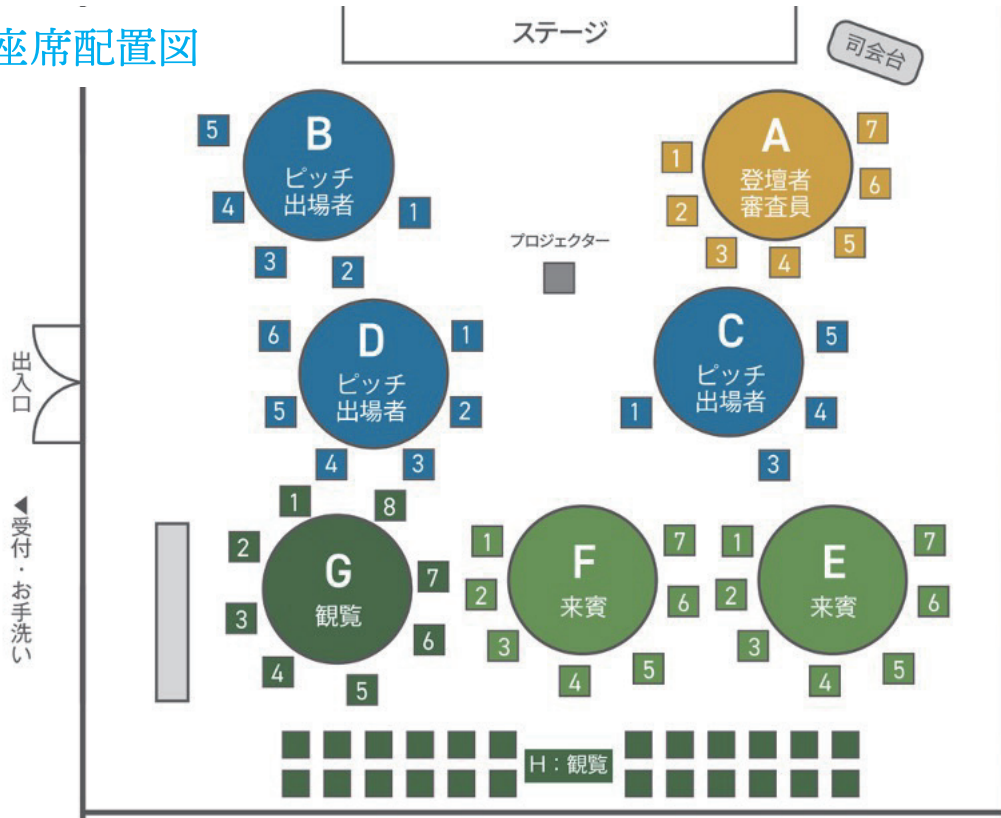 座席配置図
ステージ
司会台
B
ピッチ
出場者
5
4
3
2
1
A
登壇者
審査員
1
2
3
4
5
6
7
プロジェクター
D
ピッチ
出場者
6
5
4
3
2
1
C
ピッチ
出場者
1
3
4
5
出入口
◀受付・お手洗い
G
観覧
1
2
3
4
5
6
7
8
F
来賓
1
2
3
4
5
6
7
E
来賓
1
2
3
4
5
6
7
H：観覧